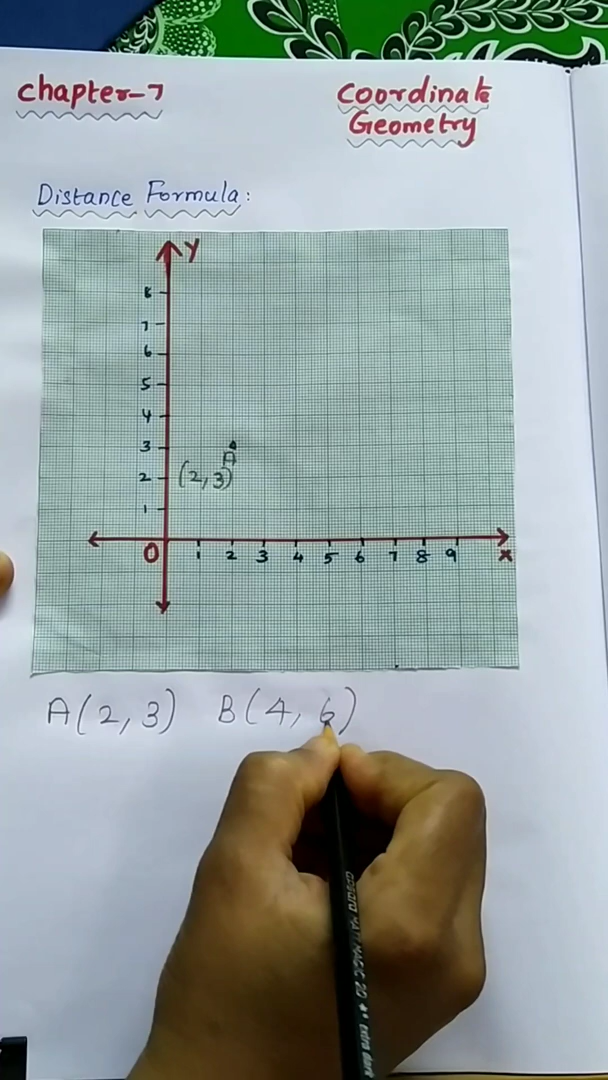 Chapter-7
Coordinate
Geometry
Distance Formula:
Y
8
7
6
5
4
3
A
2 (2,3)
1
O 1 2 3 4 5 6 7 8 9 X
A(2,3) B(4,6)